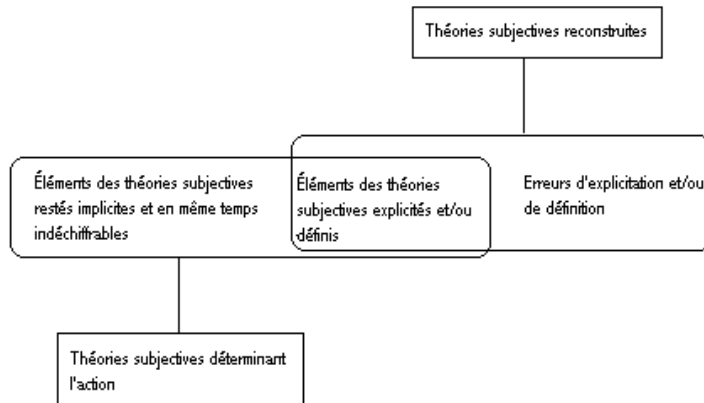 Théories subjectives reconstruites
Éléments des théories subjectives
restés implicites et en même temps
indéchiffrables
Éléments des théories
subjectives explicités et/ou
définis
Erreurs d'explicitation et/ou
de définition
Théories subjectives déterminant
l'action